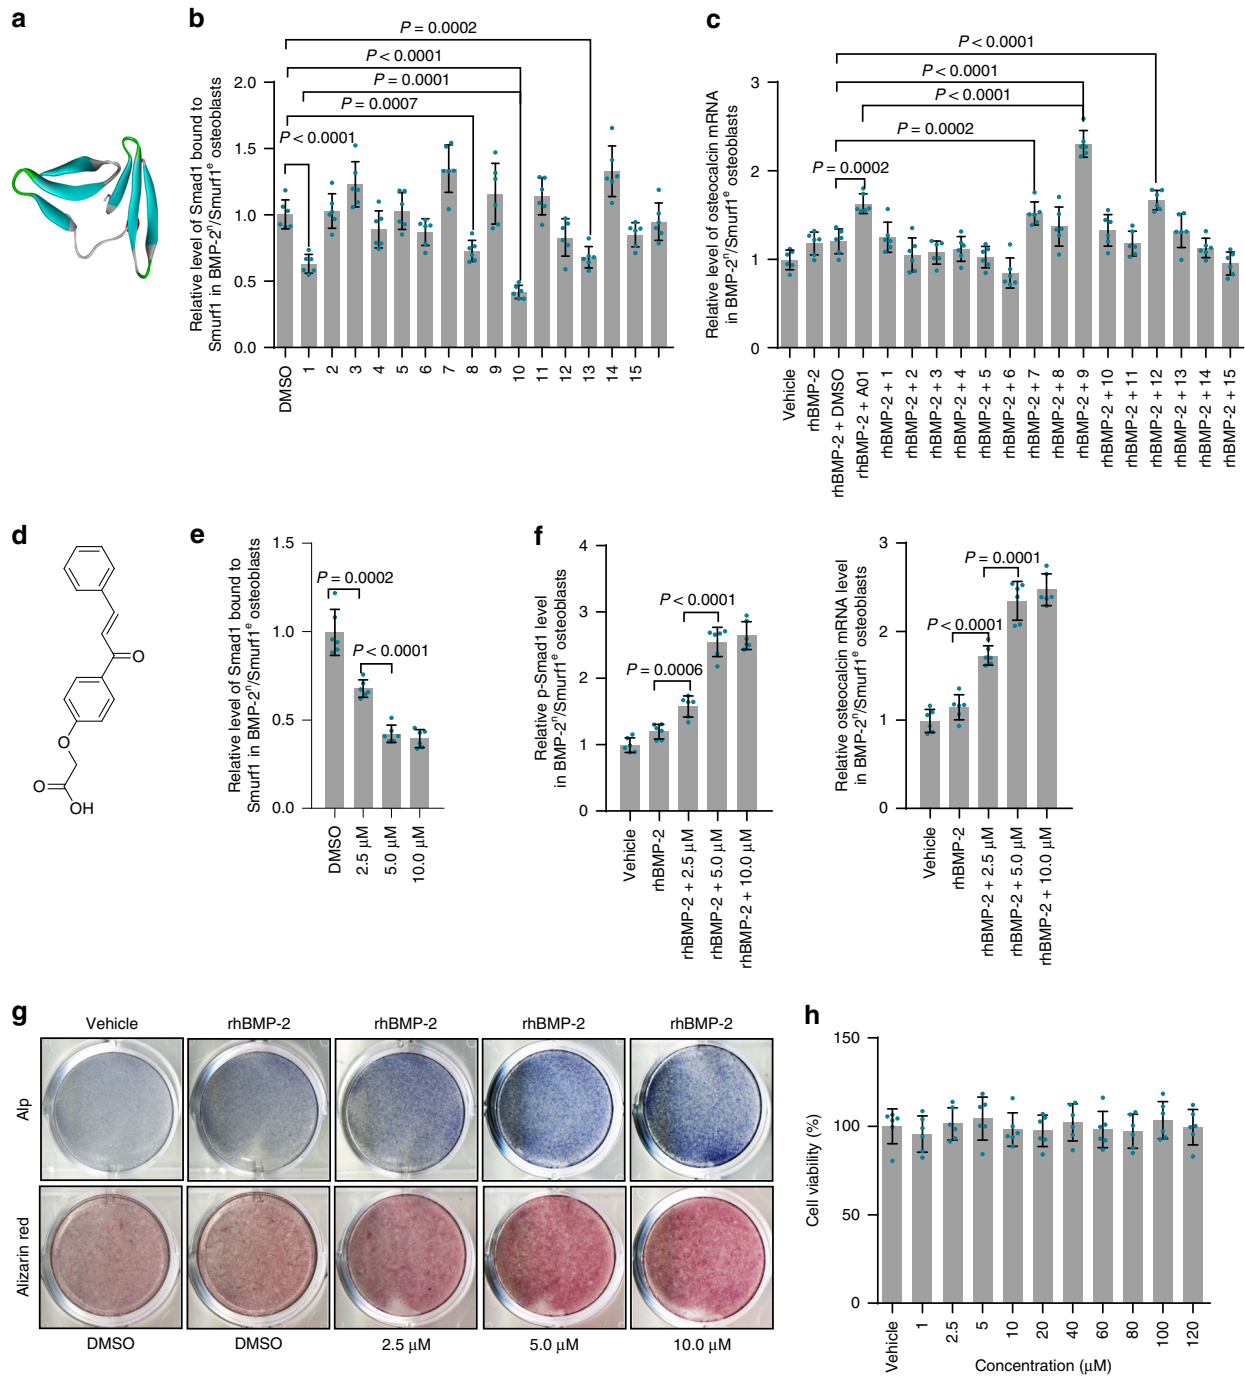 a
b
P = 0.0002
P < 0.0001
P = 0.0001
P = 0.0007
P < 0.0001
Relative level of Smad1 bound to
Smurf1 in BMP-2ⁿ/Smurf1ᵉ osteoblasts
2.0
1.5
1.0
0.5
0.0
DMSO
1
2
3
4
5
6
7
8
9
10
11
12
13
14
15
c
P < 0.0001
P < 0.0001
P < 0.0001
P = 0.0002
P = 0.0002
Relative level of osteocalcin mRNA
in BMP-2ⁿ/Smurf1ᵉ osteoblasts
3
2
1
0
Vehicle
rhBMP-2
rhBMP-2 + DMSO
rhBMP-2 + A01
rhBMP-2 + 1
rhBMP-2 + 2
rhBMP-2 + 3
rhBMP-2 + 4
rhBMP-2 + 5
rhBMP-2 + 6
rhBMP-2 + 7
rhBMP-2 + 8
rhBMP-2 + 9
rhBMP-2 + 10
rhBMP-2 + 11
rhBMP-2 + 12
rhBMP-2 + 13
rhBMP-2 + 14
rhBMP-2 + 15
d
O
O
O
OH
e
Relative level of Smad1 bound to
Smurf1 in BMP-2ⁿ/Smurf1ᵉ osteoblasts
1.5
1.0
0.5
0.0
P = 0.0002
P < 0.0001
DMSO
2.5 μM
5.0 μM
10.0 μM
f
Relative p-Smad1 level
in BMP-2ⁿ/Smurf1ᵉ osteoblasts
4
3
2
1
0
P < 0.0001
P = 0.0006
Vehicle
rhBMP-2
rhBMP-2 + 2.5 μM
rhBMP-2 + 5.0 μM
rhBMP-2 + 10.0 μM
Relative osteocalcin mRNA level
in BMP-2ⁿ/Smurf1ᵉ osteoblasts
3
2
1
0
P = 0.0001
P < 0.0001
Vehicle
rhBMP-2
rhBMP-2 + 2.5 μM
rhBMP-2 + 5.0 μM
rhBMP-2 + 10.0 μM
g
Vehicle
rhBMP-2
rhBMP-2
rhBMP-2
rhBMP-2
Alp
Alizarin red
DMSO
DMSO
2.5 μM
5.0 μM
10.0 μM
h
Cell viability (%)
150
100
50
0
Vehicle
1
2.5
5
10
20
40
60
80
100
120
Concentration (μM)